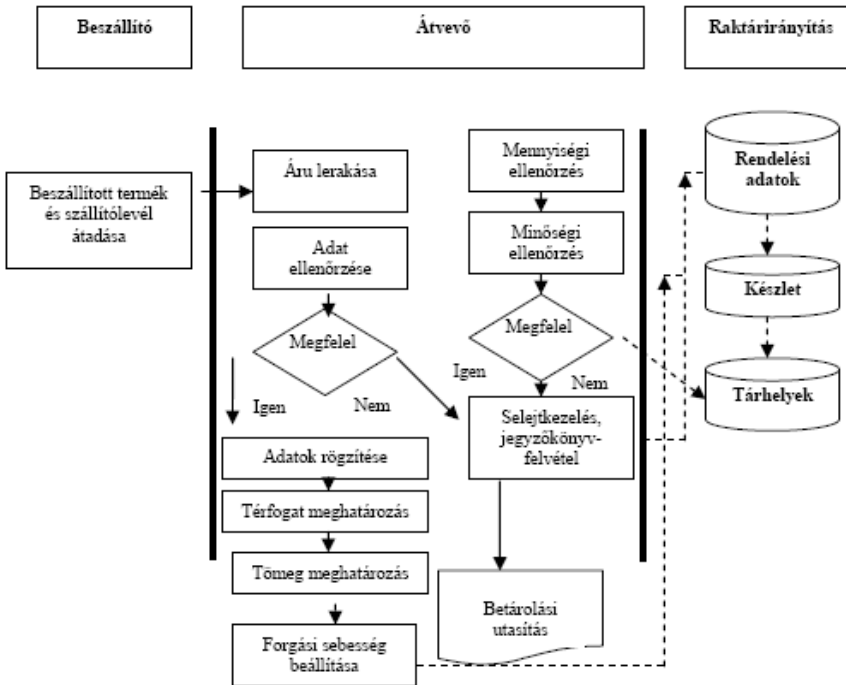 Beszállító
Átvevő
Raktárirányítás
Beszállított termék
és szállítólevél
átadása
Áru lerakása
Adat
ellenőrzése
Megfelel
Igen
Nem
Adatok rögzítése
Térfogat meghatározás
Tömeg meghatározás
Forgási sebesség
beállítása
Mennyiségi
ellenőrzés
Minőségi
ellenőrzés
Megfelel
Igen
Nem
Selejtkezelés,
jegyzőkönyv-
felvétel
Betárolási
utasítás
Rendelési
adatok
Készlet
Tárhelyek